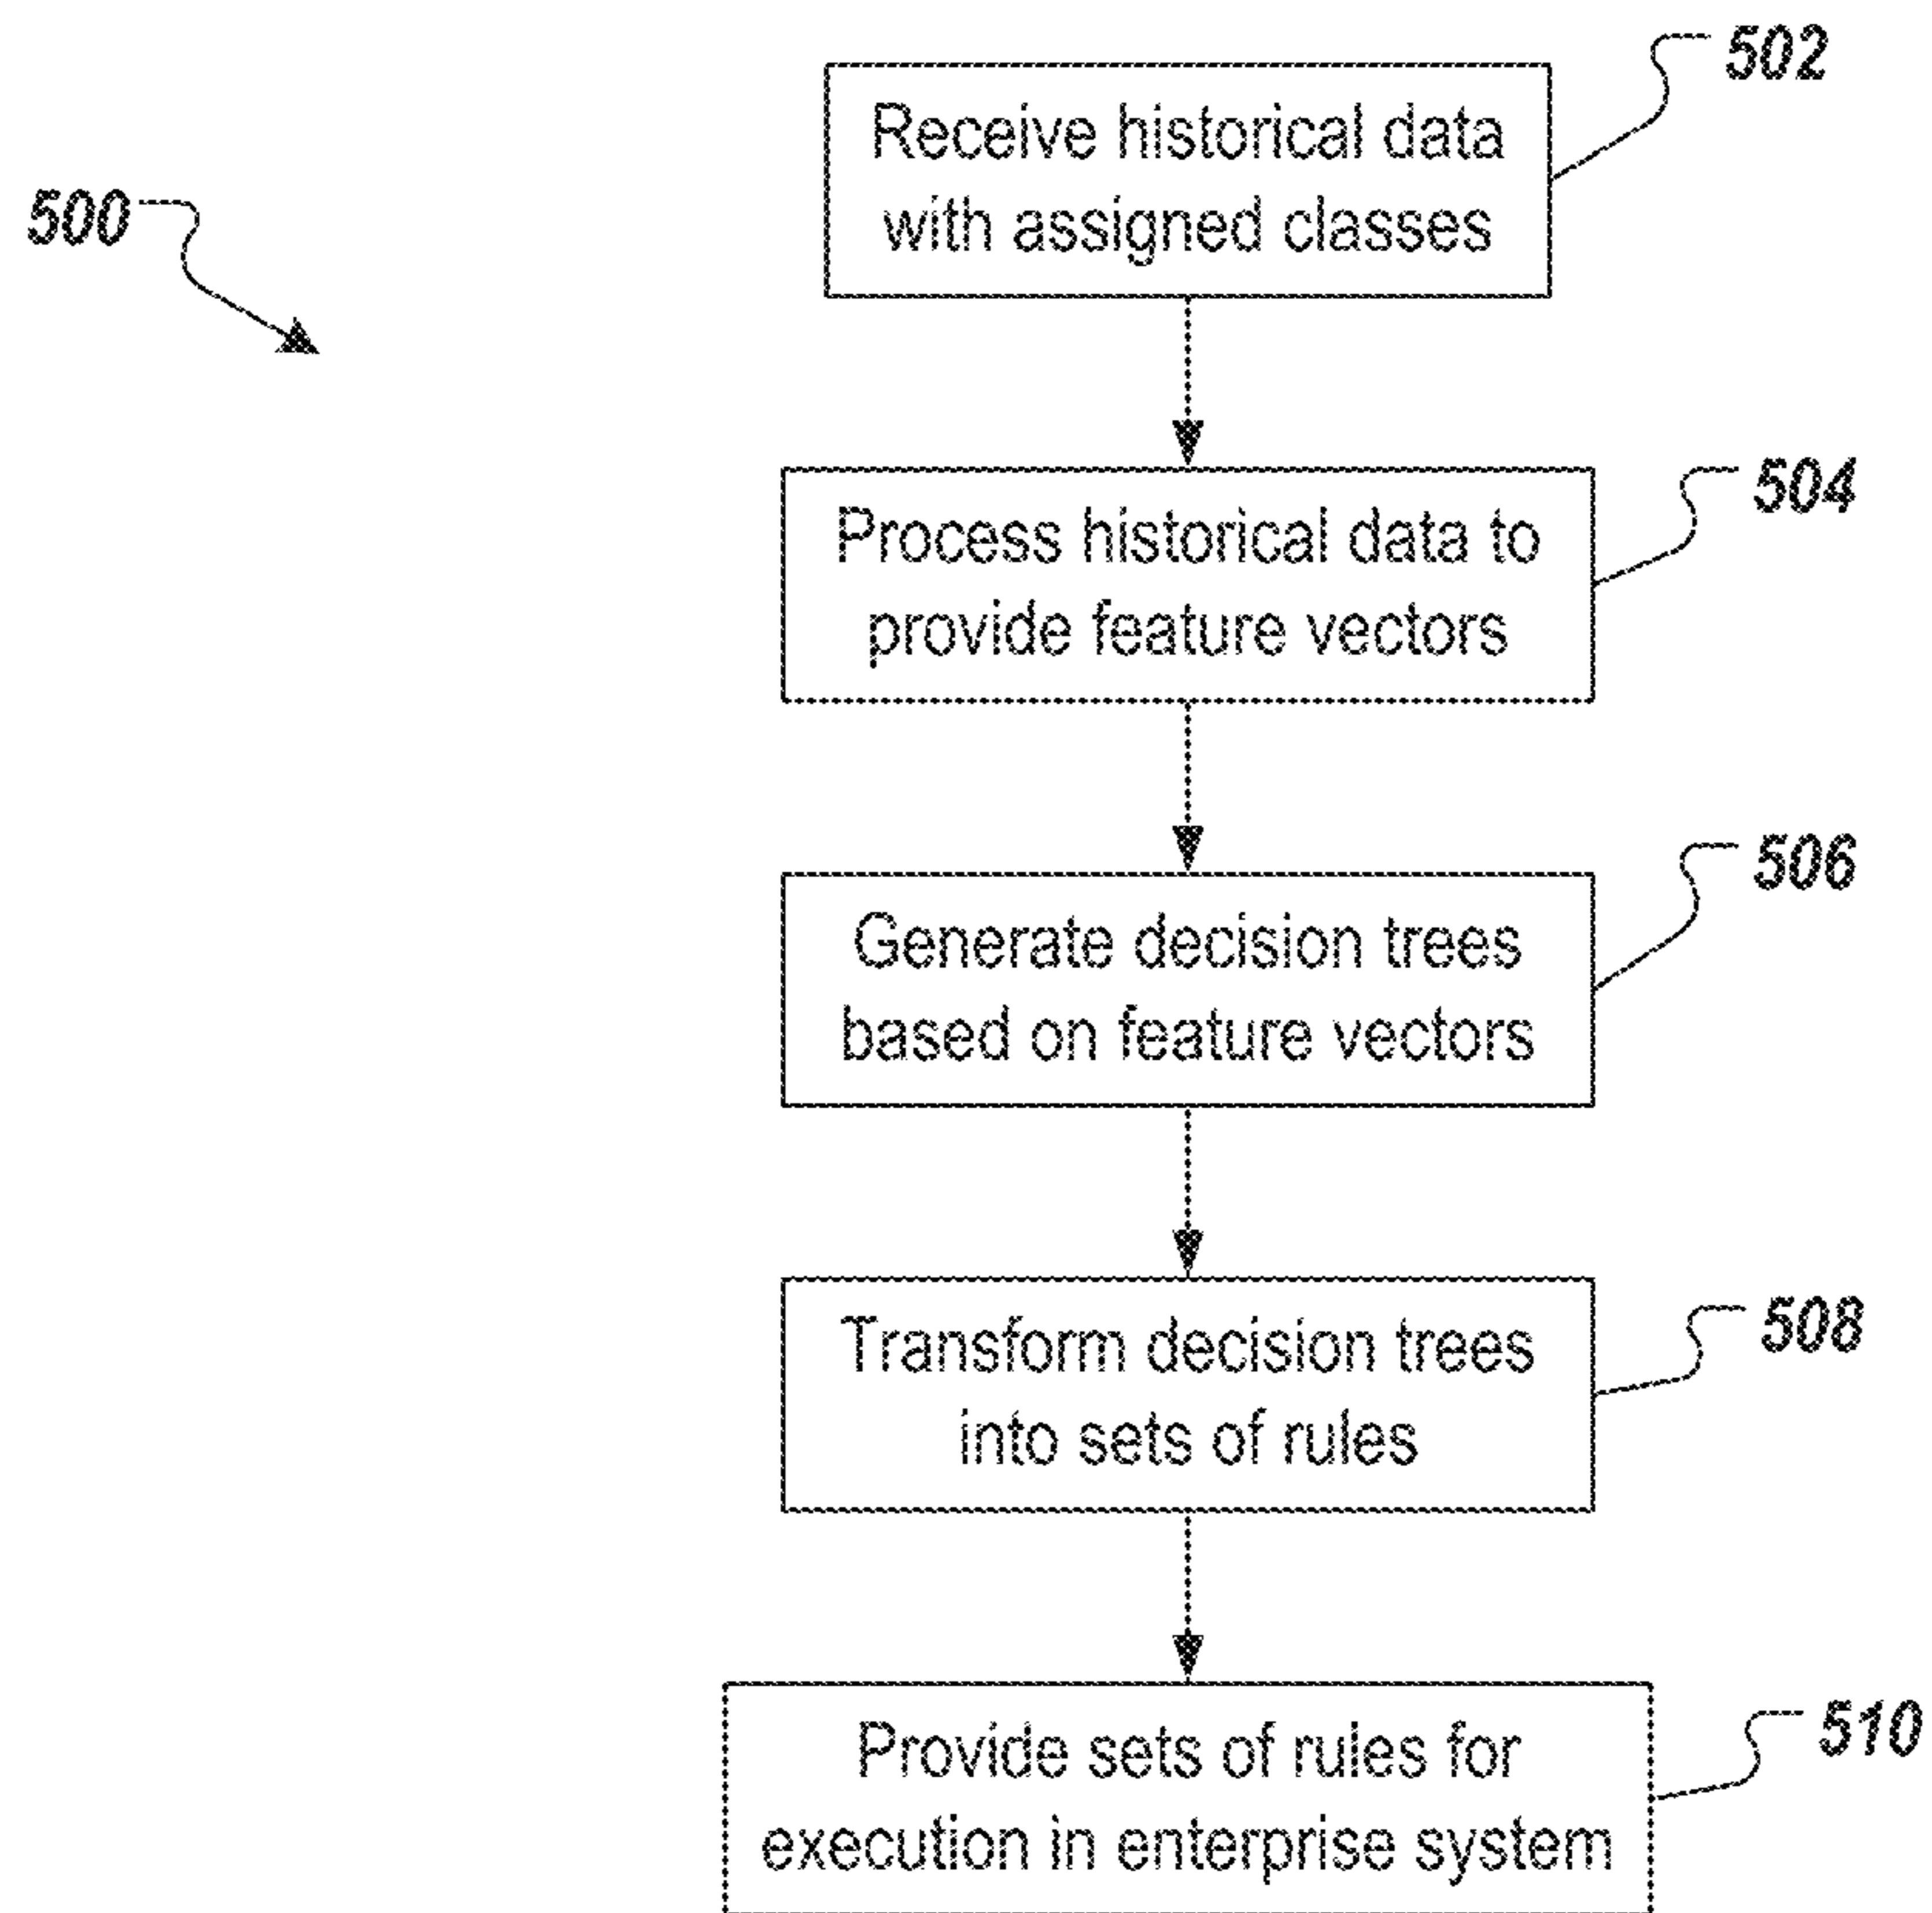 502
Receive historical data
with assigned classes
500
504
Process historical data to
provide feature vectors
506
Generate decision trees
based on feature vectors
508
Transform decision trees
into sets of rules
510
Provide sets of rules for
execution in enterprise system